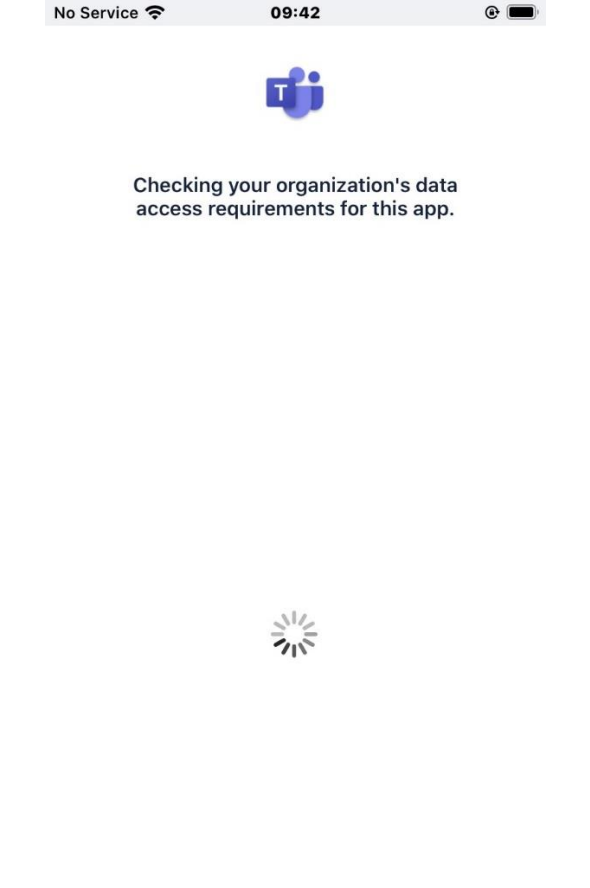 No Service
09:42
T
Checking your organization's data
access requirements for this app.